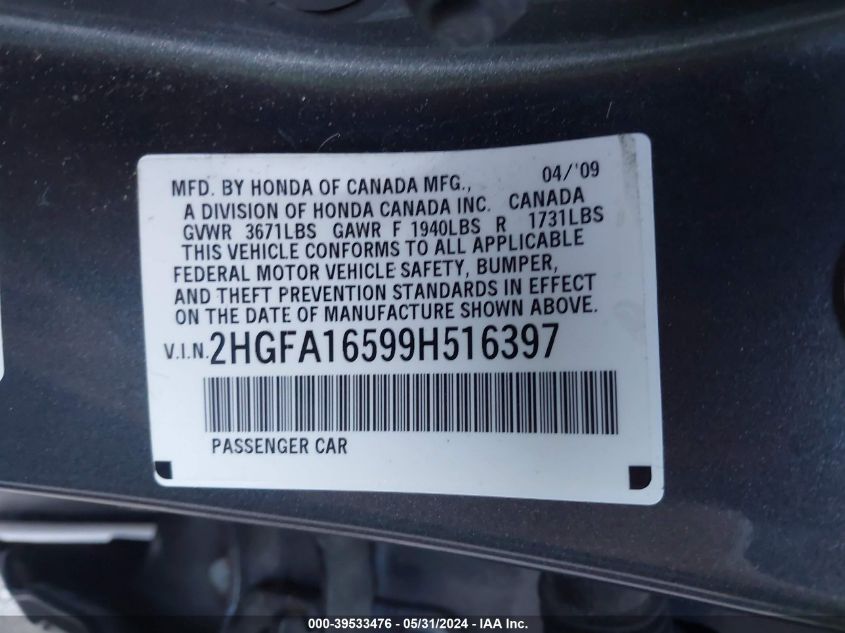 MFD. BY HONDA OF CANADA MFG., 04/'09
A DIVISION OF HONDA CANADA INC. CANADA
GVWR 3671LBS GAWR F 1940LBS R 1731LBS
THIS VEHICLE CONFORMS TO ALL APPLICABLE
FEDERAL MOTOR VEHICLE SAFETY, BUMPER,
AND THEFT PREVENTION STANDARDS IN EFFECT
ON THE DATE OF MANUFACTURE SHOWN ABOVE.
V.I.N. 2HGFA16599H516397
PASSENGER CAR
000-39533476 - 05/31/2024 - IAA Inc.